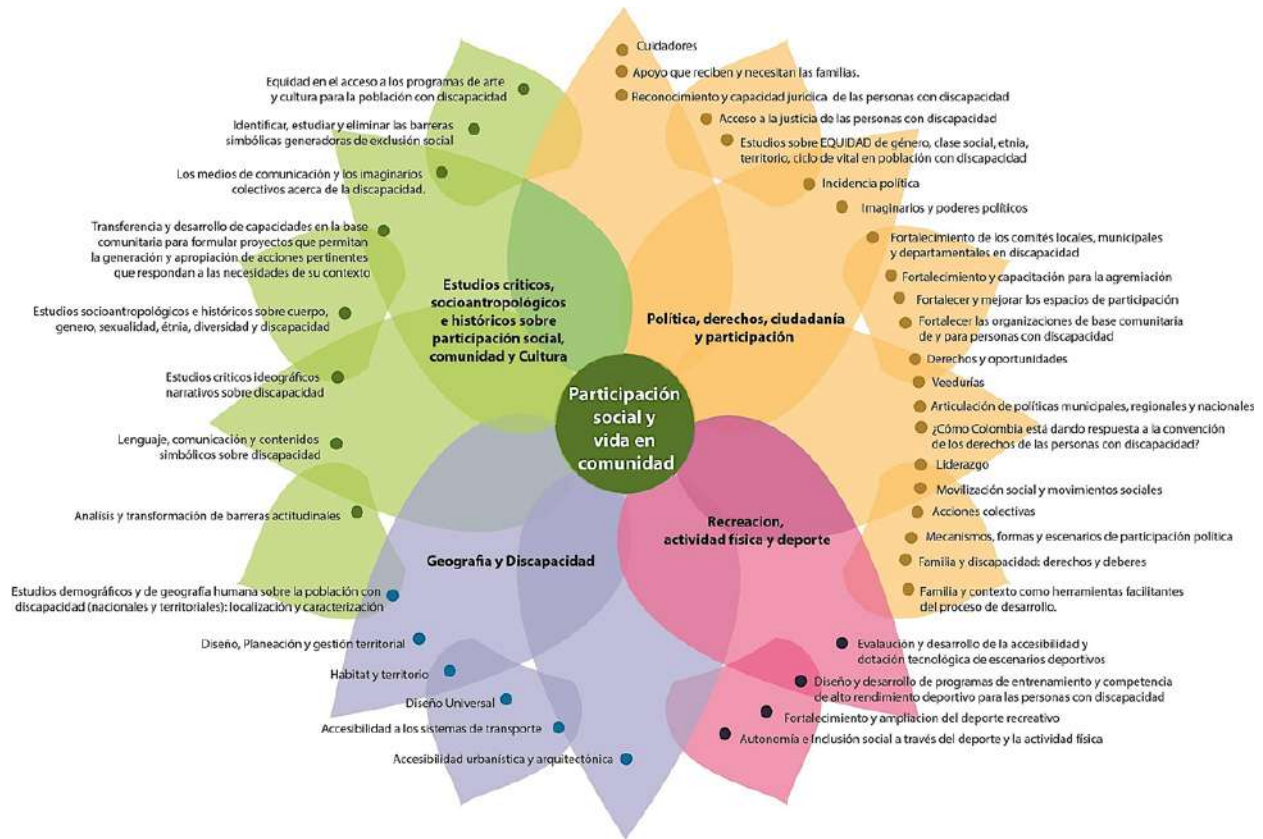 Cuidadores
Apoyo que reciben y necesitan las familias.
Reconocimiento y capacidad jurídica de las personas con discapacidad
Acceso a la justicia de las personas con discapacidad
Estudios sobre EQUIDAD de género, clase social, etnia,
territorio, ciclo de vital en población con discapacidad
Incidencia política
Imaginarios y poderes políticos
Fortalecimiento de los comités locales, municipales
y departamentales en discapacidad
Fortalecimiento y capacitación para la agremiación
Fortalecer y mejorar los espacios de participación
Fortalecer las organizaciones de base comunitaria
de y para personas con discapacidad
Derechos y oportunidades
Veedurías
Articulación de políticas municipales, regionales y nacionales
¿Cómo Colombia está dando respuesta a la convención
de los derechos de las personas con discapacidad?
Liderazgo
Movilización social y movimientos sociales
Acciones colectivas
Mecanismos, formas y escenarios de participación política
Familia y discapacidad: derechos y deberes
Familia y contexto como herramientas facilitantes
del proceso de desarrollo.
Política, derechos, ciudadanía
y participación
Equidad en el acceso a los programas de arte
y cultura para la población con discapacidad
Identificar, estudiar y eliminar las barreras
simbólicas generadoras de exclusión social
Los medios de comunicación y los imaginarios
colectivos acerca de la discapacidad.
Transferencia y desarrollo de capacidades en la base
comunitaria para formular proyectos que permitan
la generación y apropiación de acciones pertinentes
que respondan a las necesidades de su contexto
Estudios socioantropológicos e históricos sobre cuerpo,
genero, sexualidad, étnia, diversidad y discapacidad
Estudios criticos ideográficos
narrativos sobre discapacidad
Lenguaje, comunicación y contenidos
simbólicos sobre discapacidad
Analísis y transformación de barreras actitudinales
Estudios criticos,
socioantropológicos
e históricos sobre
participación social,
comunidad y Cultura
Participación
social y
vida en
comunidad
Geografia y Discapacidad
Estudios demográficos y de geografía humana sobre la población con
discapacidad (nacionales y territoriales): localización y caracterización
Diseño, Planeación y gestión territorial
Habitat y territorio
Diseño Universal
Accesibilidad a los sistemas de transporte
Accesibilidad urbanística y arquitectónica
Recreacion,
actividad física y deporte
Evalaución y desarrollo de la accesibilidad y
dotación tecnológica de escenarios deportivos
Diseño y desarrollo de programas de entrenamiento y competencia
de alto rendimiento deportivo para las personas con discapacidad
Fortalecimiento y ampliacion del deporte recreativo
Autonomía e Inclusión social a través del deporte y la actividad física